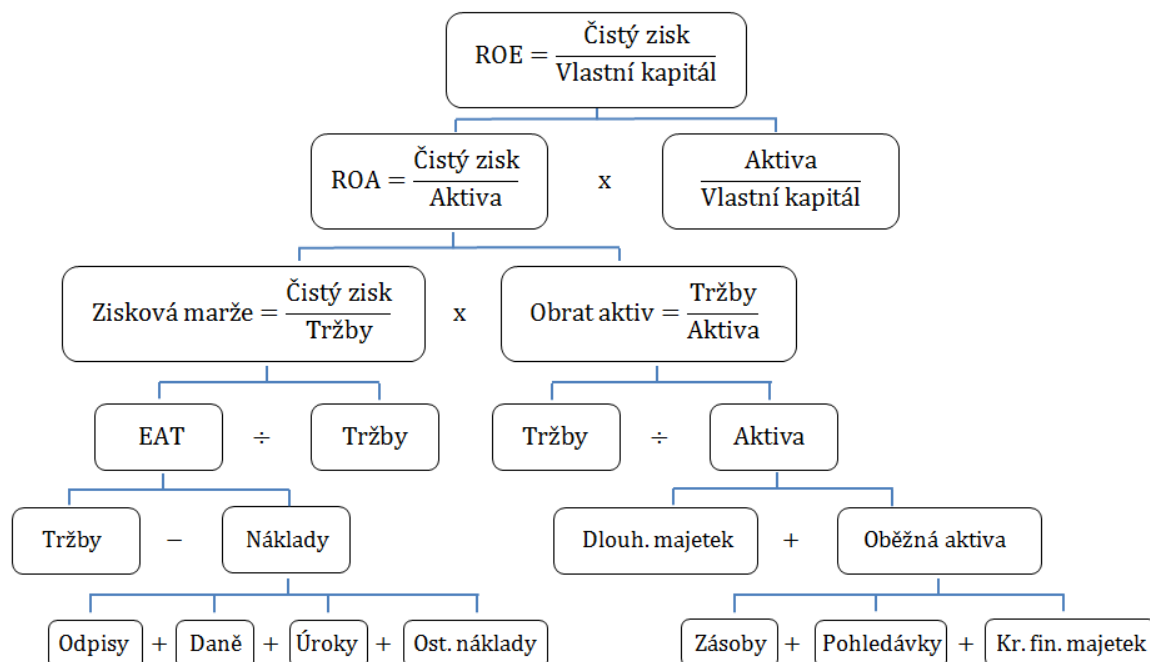 ROE = Čistý zisk / Vlastní kapitál
ROA = Čistý zisk / Aktiva x Aktiva / Vlastní kapitál
Zisková marže = Čistý zisk / Tržby x Obrat aktiv = Tržby / Aktiva
EAT ÷ Tržby Tržby ÷ Aktiva
Tržby − Náklady Dlouh. majetek + Oběžná aktiva
Odpisy + Daně + Úroky + Ost. náklady Zásoby + Pohledávky + Kr. fin. majetek